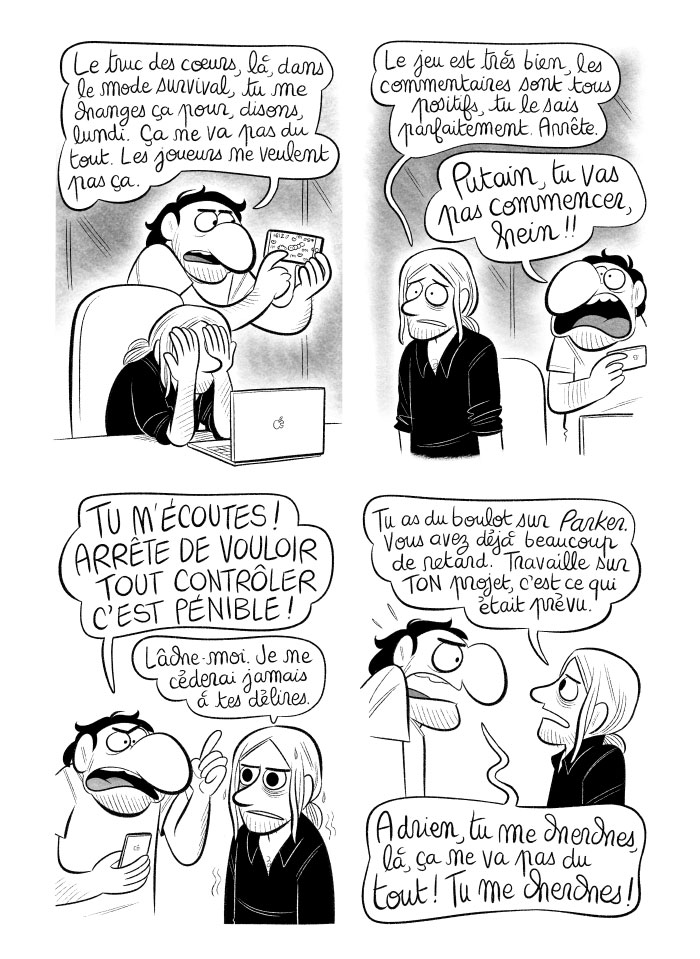 Le truc des cœurs, là, dans
le mode survival, tu me
changes ça pour, disons,
lundi. Ça ne va pas du
tout. Les joueurs ne veulent
pas ça.
Le jeu est très bien, les
commentaires sont tous
positifs, tu le sais
parfaitement. Arrête.
Putain, tu vas
pas commencer,
hein !!
TU M'ÉCOUTES !
ARRÊTE DE VOULOIR
TOUT CONTRÔLER
C'EST PÉNIBLE !
Lâche-moi. Je ne
cèderai jamais
à tes délires.
Tu as du boulot sur Parker.
Vous avez déjà beaucoup
de retard. Travaille sur
TON projet, c'est ce qui
était prévu.
Adrien, tu me cherches,
là, ça ne va pas du
tout ! Tu me cherches !